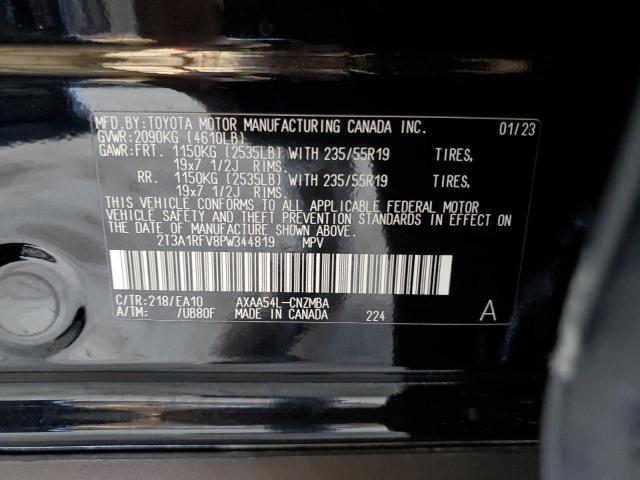 MFD.BY:TOYOTA MOTOR MANUFACTURING CANADA INC. 01/23
GVWR:2090KG (4610LB)
GAWR:FRT. 1150KG (2535LB) WITH 235/55R19 TIRES,
19x7 1/2J RIMS.
RR. 1150KG (2535LB) WITH 235/55R19 TIRES,
19x7 1/2J RIMS.
THIS VEHICLE CONFORMS TO ALL APPLICABLE FEDERAL MOTOR
VEHICLE SAFETY AND THEFT PREVENTION STANDARDS IN EFFECT ON
THE DATE OF MANUFACTURE SHOWN ABOVE.
2T3A1RFV8PW344819 MPV
C/TR:218/EA10 AXAA54L-CNZMBA
A/TM: /UB80F MADE IN CANADA 224 A